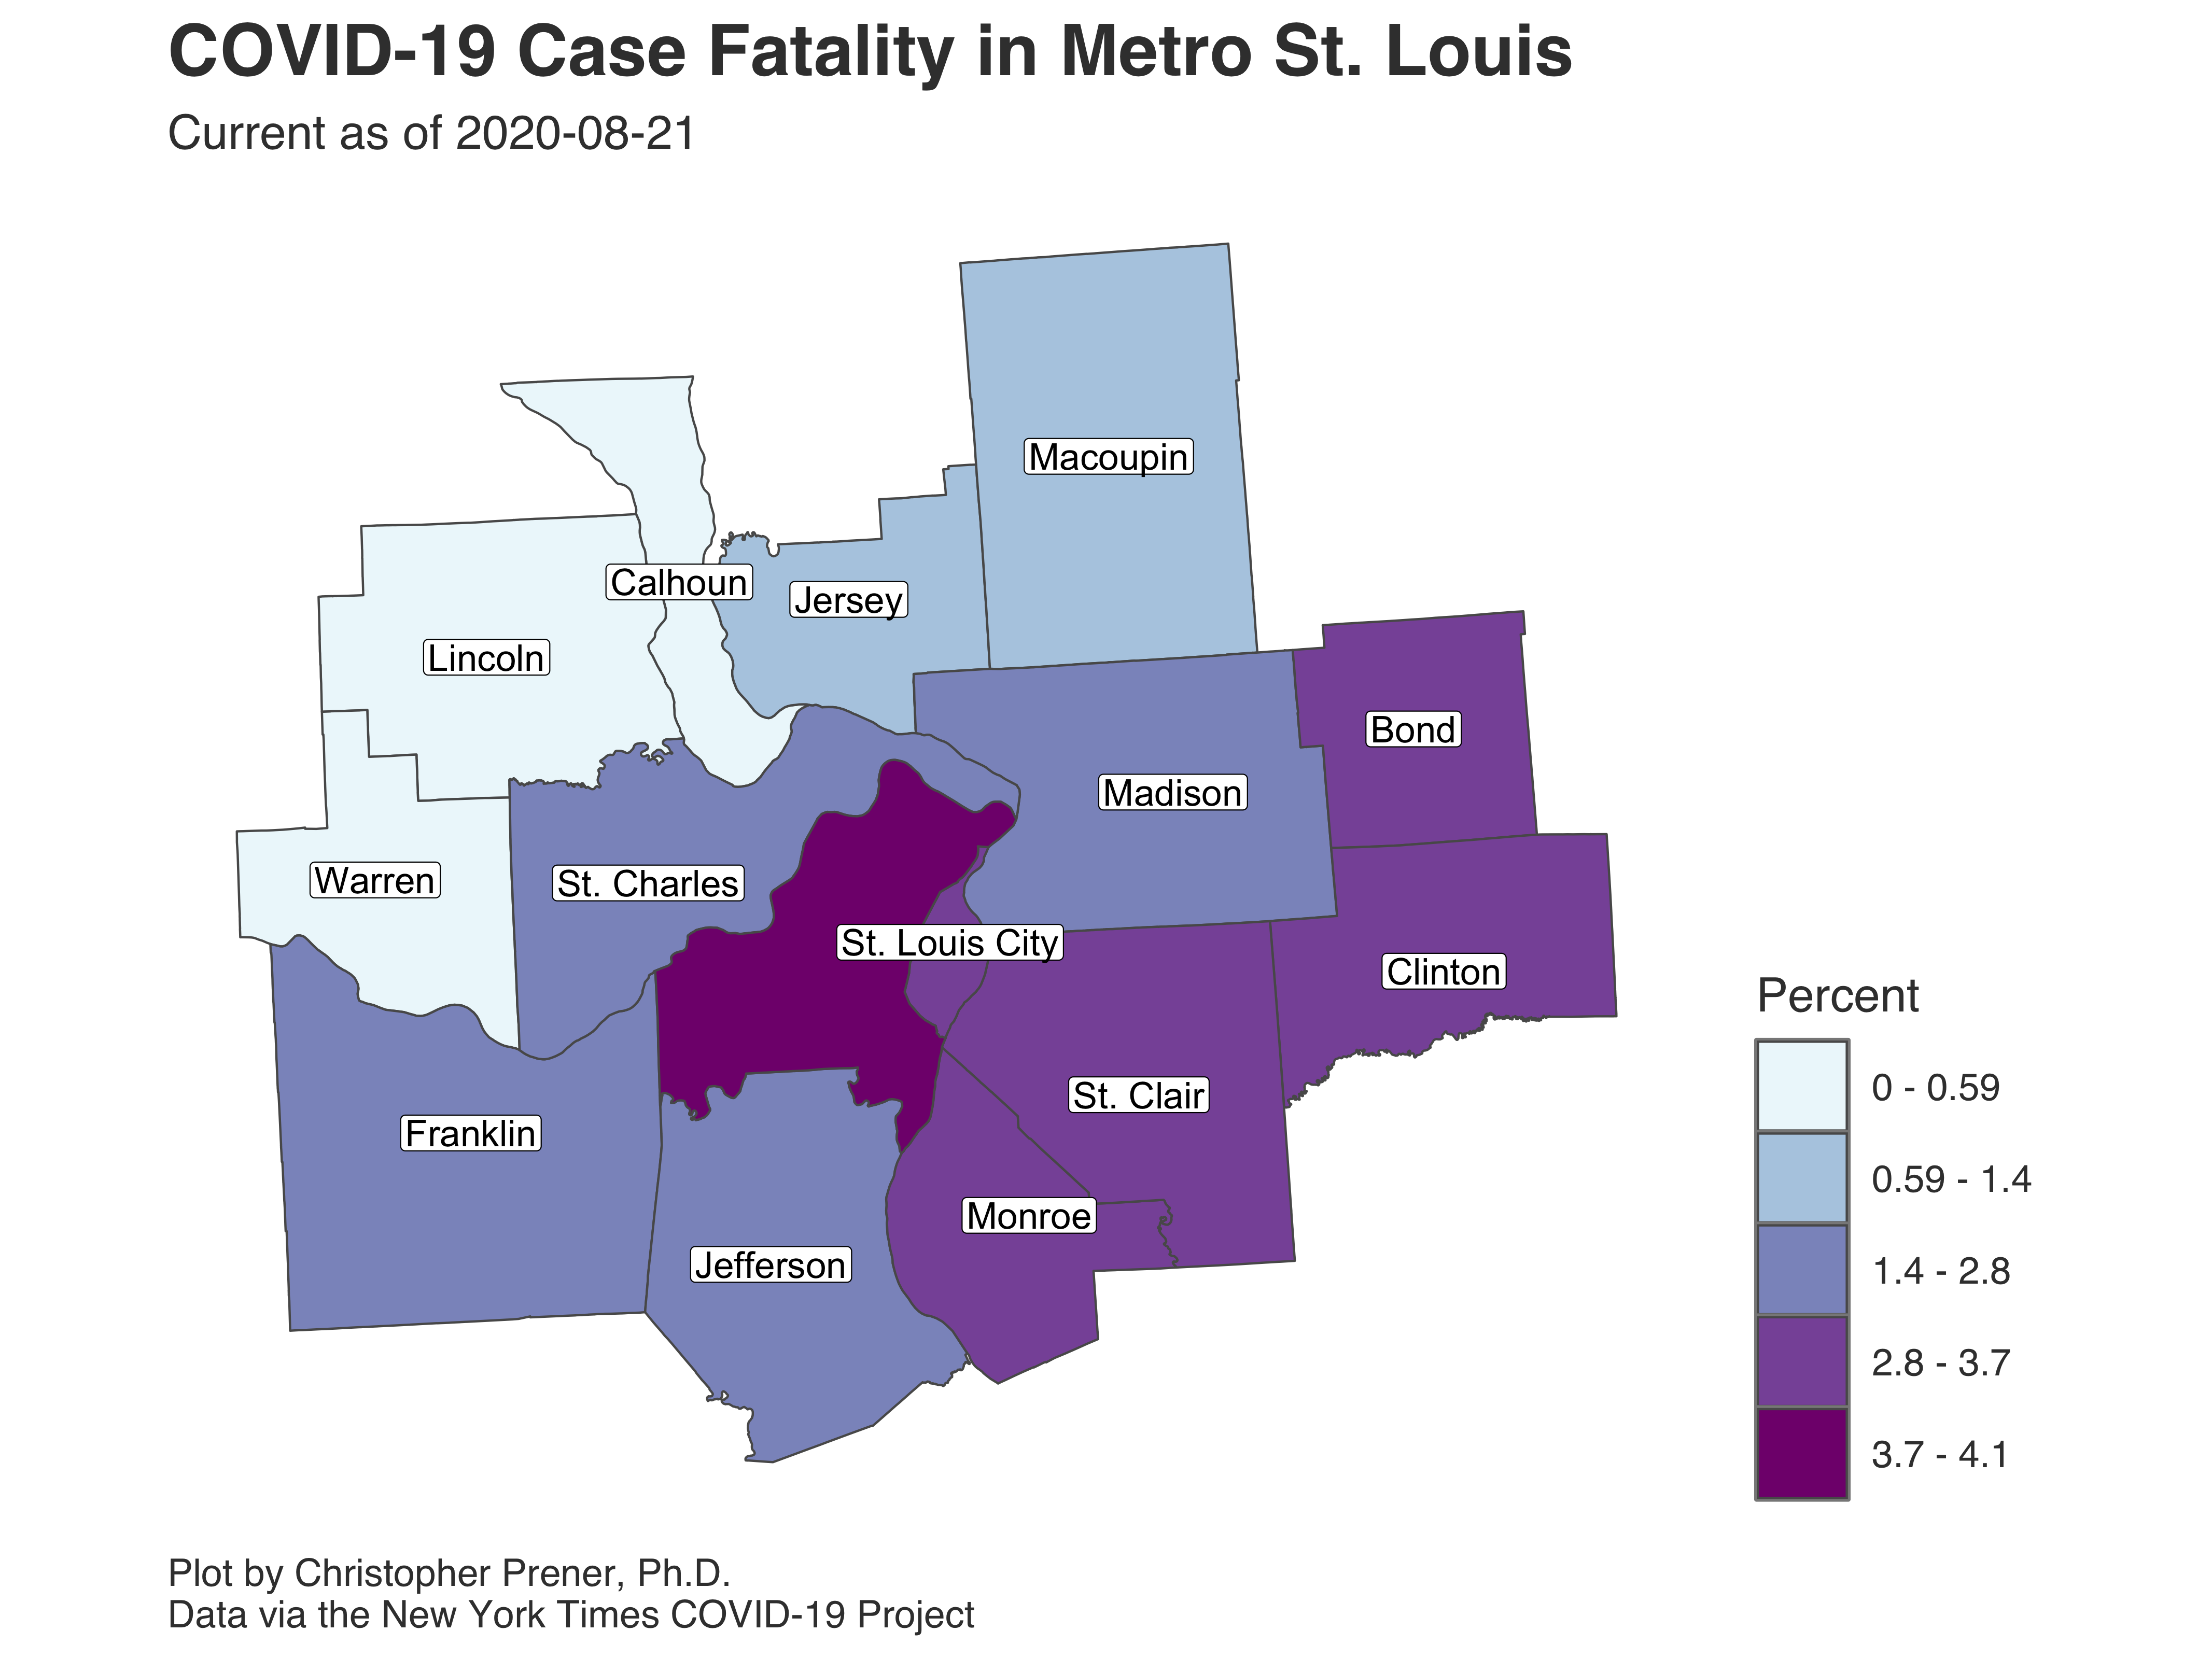 COVID-19 Case Fatality in Metro St. Louis
Current as of 2020-08-21
Macoupin
Calhoun
Jersey
Lincoln
Bond
Madison
Warren
St. Charles
St. Louis City
Clinton
St. Clair
Franklin
Monroe
Jefferson
Percent
0 - 0.59
0.59 - 1.4
1.4 - 2.8
2.8 - 3.7
3.7 - 4.1
Plot by Christopher Prener, Ph.D.
Data via the New York Times COVID-19 Project